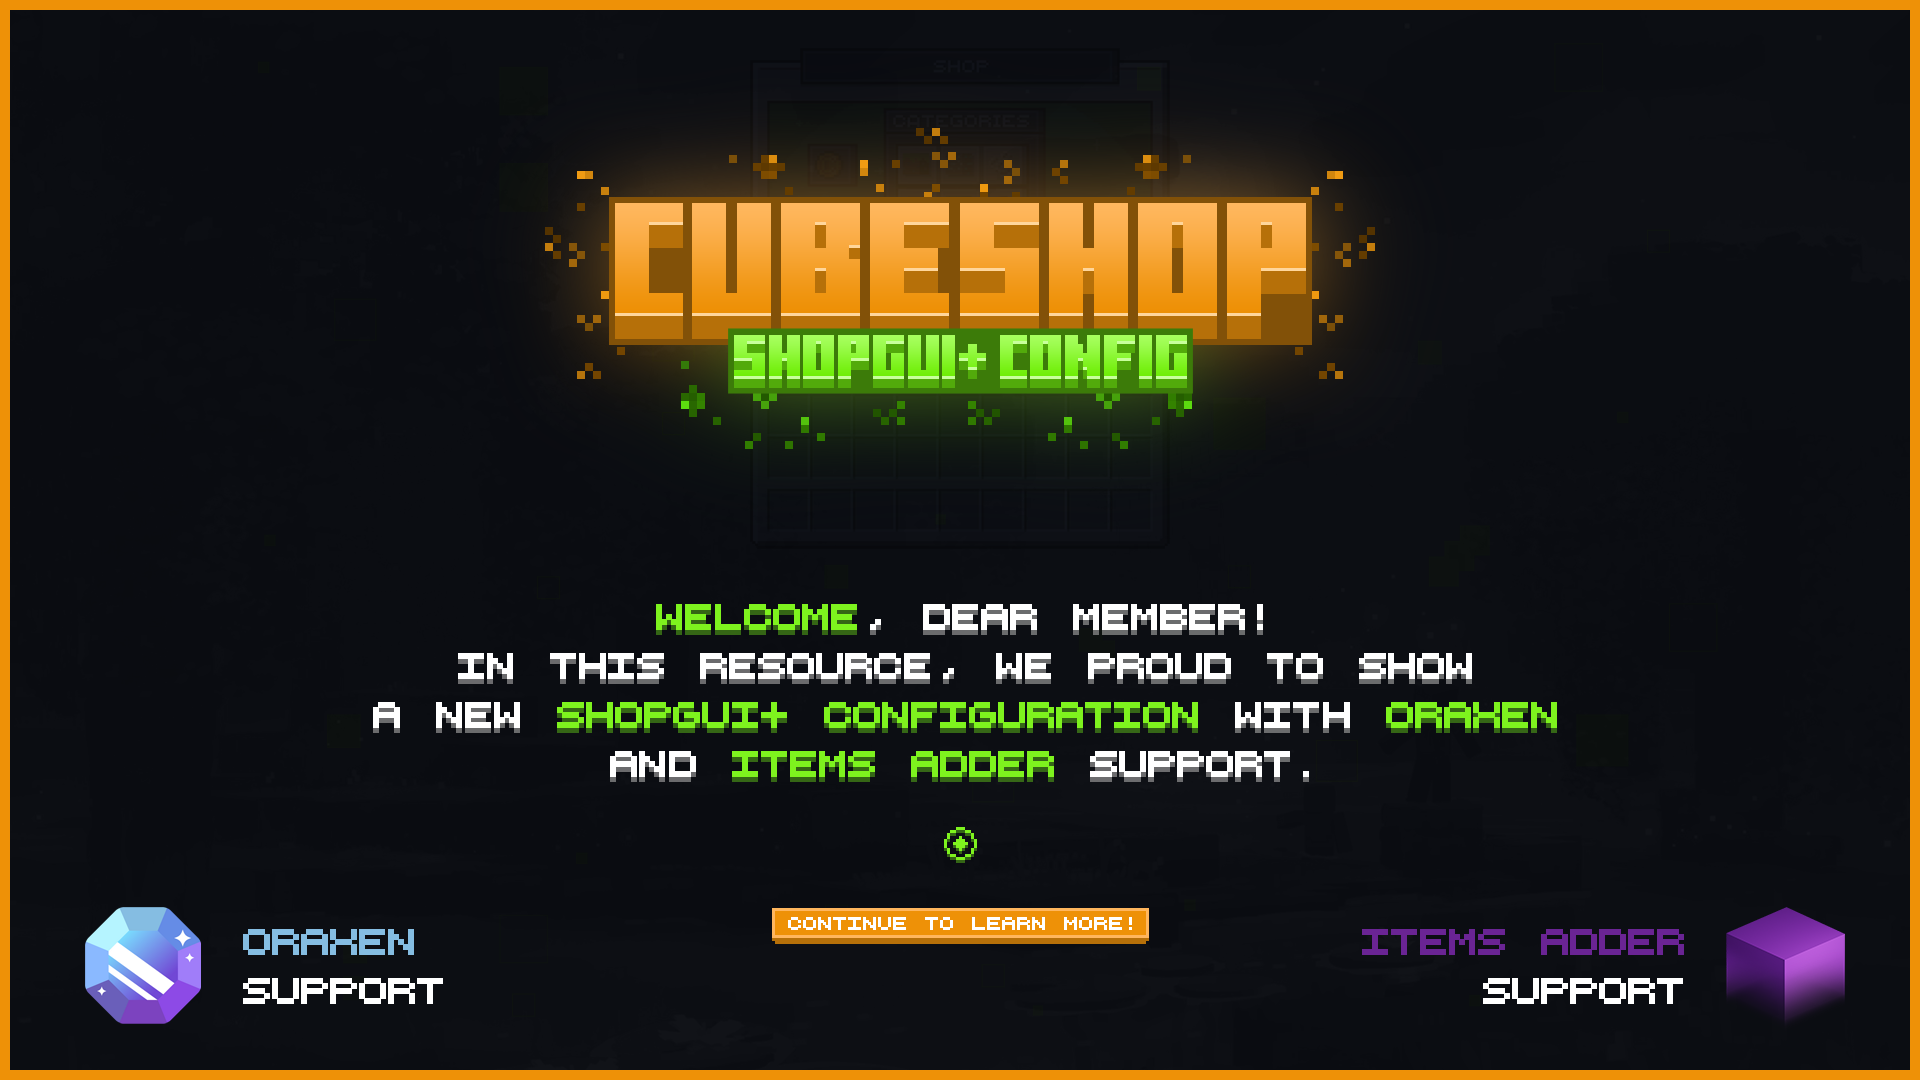 SHOP
CATEGORIES
CUBESHOP
SHOPGUI+ CONFIG
WELCOME, DEAR MEMBER!
IN THIS RESOURCE, WE PROUD TO SHOW
A NEW SHOPGUI+ CONFIGURATION WITH ORAXEN
AND ITEMS ADDER SUPPORT.
CONTINUE TO LEARN MORE!
ORAXEN
SUPPORT
ITEMS ADDER
SUPPORT